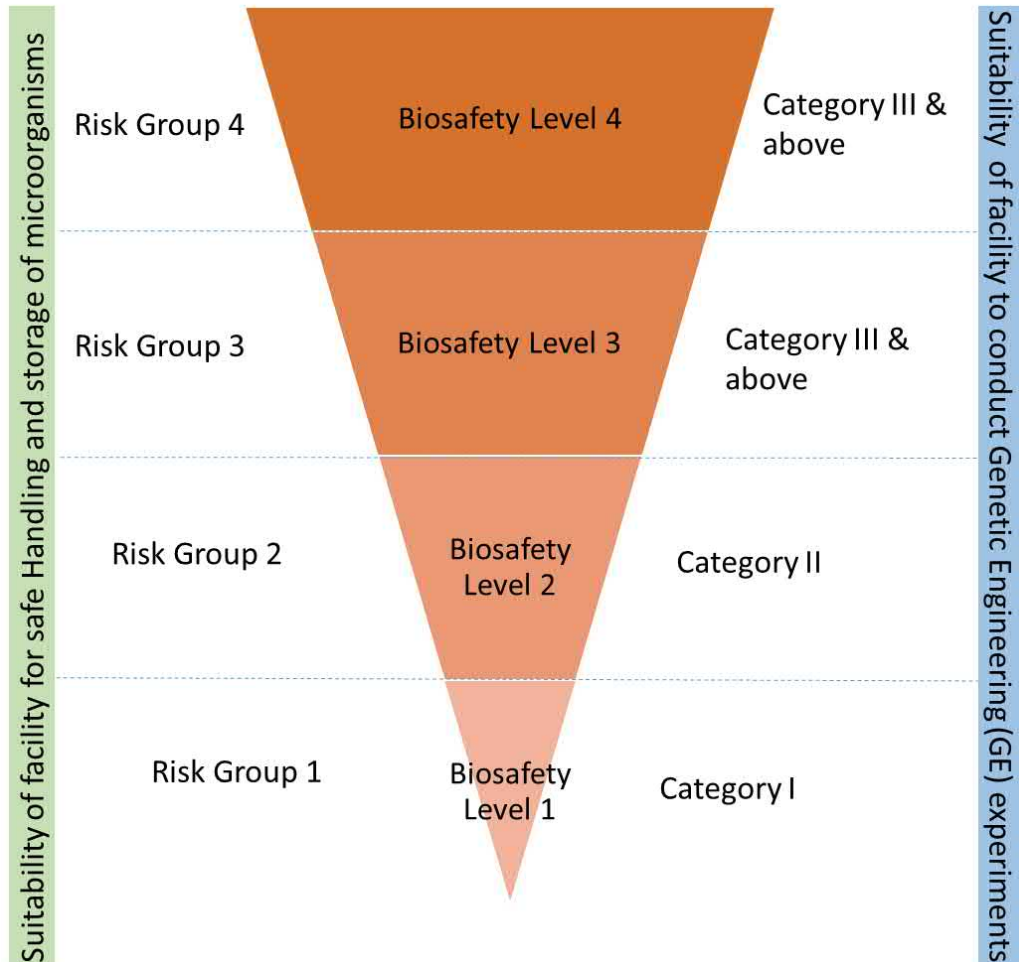 Suitability of facility for safe Handling and storage of microorganisms
Suitability of facility to conduct Genetic Engineering (GE) experiments
Risk Group 4
Biosafety Level 4
Category III &
above
Risk Group 3
Biosafety Level 3
Category III &
above
Risk Group 2
Biosafety
Level 2
Category II
Risk Group 1
Biosafety
Level 1
Category I